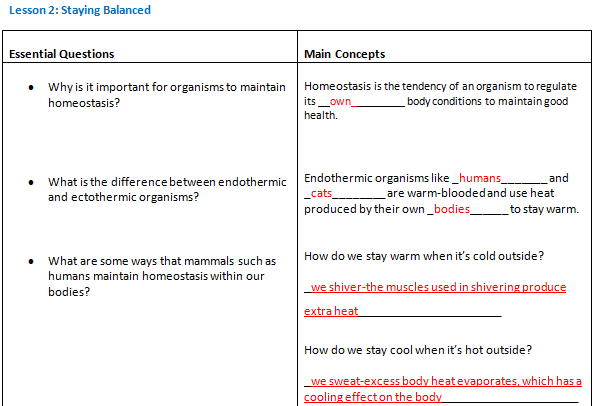 Lesson 2: Staying Balanced
Essential Questions
Main Concepts
• Why is it important for organisms to maintain
homeostasis?
Homeostasis is the tendency of an organism to regulate
its __own_________ body conditions to maintain good
health.
• What is the difference between endothermic
and ectothermic organisms?
Endothermic organisms like _humans_______ and
_cats________ are warm-blooded and use heat
produced by their own _bodies______ to stay warm.
• What are some ways that mammals such as
humans maintain homeostasis within our
bodies?
How do we stay warm when it’s cold outside?
_we shiver-the muscles used in shivering produce
extra heat______________________
How do we stay cool when it’s hot outside?
_we sweat-excess body heat evaporates, which has a
cooling effect on the body_____________________